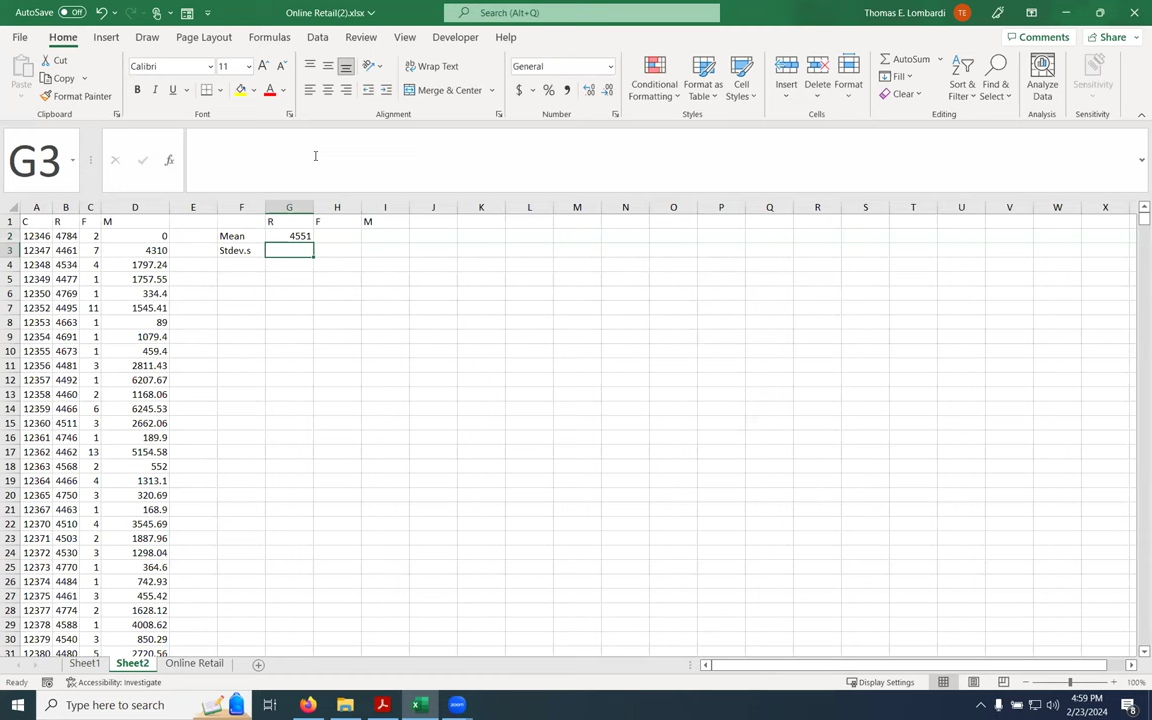 AutoSave Off Online Retail(2).xlsx Search (Alt+Q) Thomas E. Lombardi TE
File Home Insert Draw Page Layout Formulas Data Review View Developer Help Comments Share
Paste Cut Copy Format Painter Calibri 11 Wrap Text Merge & Center General Conditional Formatting Format as Table Cell Styles Insert Delete Format AutoSum Fill Clear Sort & Filter Find & Select Analyze Data Sensitivity
Clipboard Font Alignment Number Styles Cells Editing Analysis Sensitivity
G3 fx
A B C D E F G H I J K L M N O P Q R S T U V W X
1 C R F M R F M
2 12346 4784 2 0 Mean 4551
3 12347 4461 7 4310 Stdev.s
4 12348 4534 4 1797.24
5 12349 4477 1 1757.55
6 12350 4769 1 334.4
7 12352 4495 11 1545.41
8 12353 4663 1 89
9 12354 4691 1 1079.4
10 12355 4673 1 459.4
11 12356 4481 3 2811.43
12 12357 4492 1 6207.67
13 12358 4460 2 1168.06
14 12359 4466 6 6245.53
15 12360 4511 3 2662.06
16 12361 4746 1 189.9
17 12362 4462 13 5154.58
18 12363 4568 2 552
19 12364 4466 4 1313.1
20 12365 4750 3 320.69
21 12367 4463 1 168.9
22 12370 4510 4 3545.69
23 12371 4503 2 1887.96
24 12372 4530 3 1298.04
25 12373 4770 1 364.6
26 12374 4484 1 742.93
27 12375 4461 3 455.42
28 12377 4774 2 1628.12
29 12378 4588 1 4008.62
30 12379 4540 3 850.29
31 12380 4480 5 2720.56
Sheet1 Sheet2 Online Retail
Ready Accessibility: Investigate Display Settings 100%
Type here to search 4:59 PM
2/23/2024 8